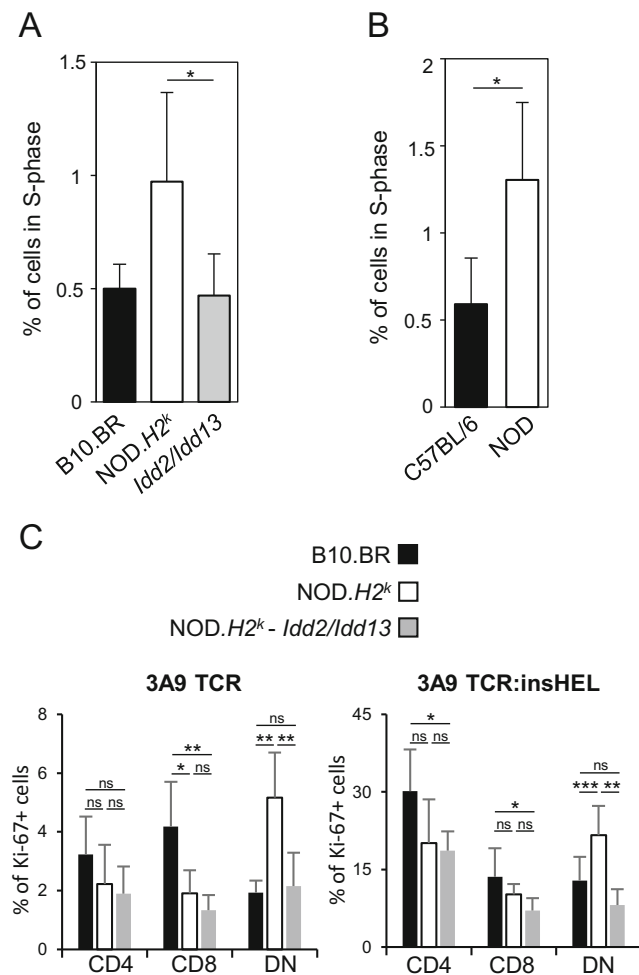 A
% of cells in S-phase
1.5
1
0.5
0
*
B10.BR
NOD.H2ᵏ
Idd2/Idd13
B
% of cells in S-phase
2
1.5
1
0.5
0
*
C57BL/6
NOD
C
B10.BR
NOD.H2ᵏ
NOD.H2ᵏ - Idd2/Idd13
3A9 TCR
% of Ki-67+ cells
8
6
4
2
0
ns
ns ns
**
* ns
ns
** **
CD4 CD8 DN
3A9 TCR:insHEL
% of Ki-67+ cells
45
30
15
0
*
ns ns
*
ns ns
ns
*** **
CD4 CD8 DN